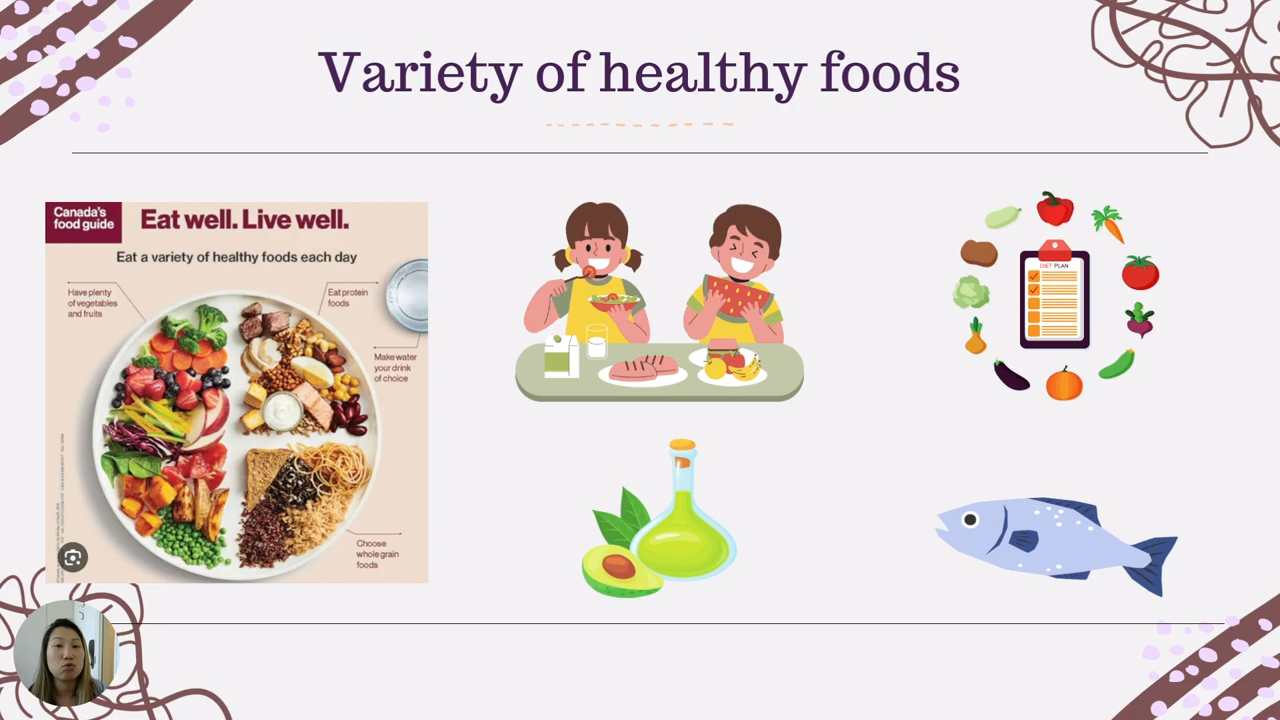 Variety of healthy foods
Canada's
food guide
Eat well. Live well.
Eat a variety of healthy foods each day
Have plenty
of vegetables
and fruits
Eat protein
foods
Make water
your drink
of choice
Choose
whole grain
foods
DIET PLAN